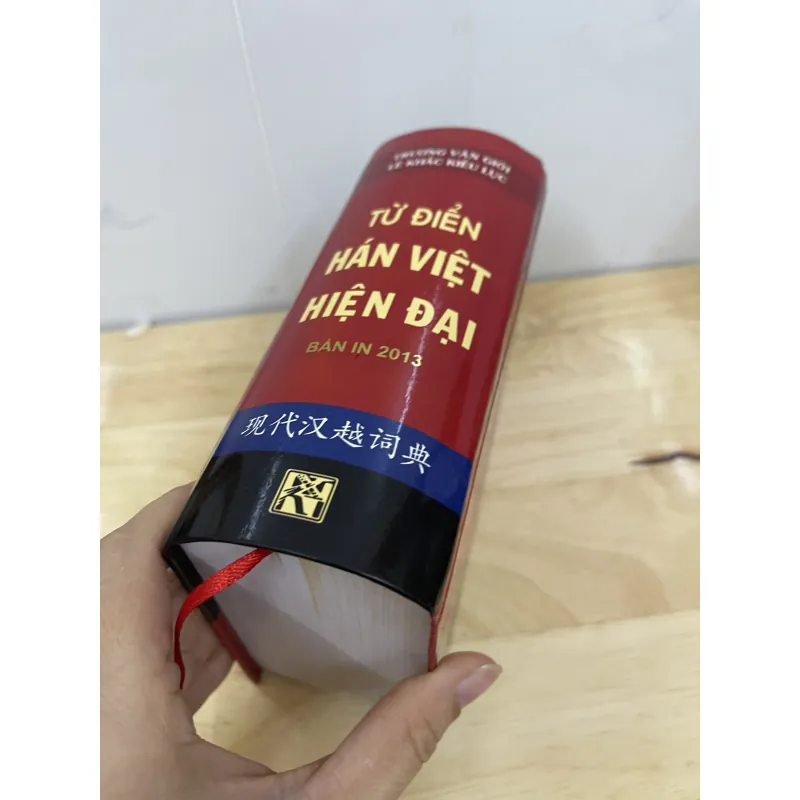 TRƯƠNG VĂN GIỚI
LÊ KHẮC KIỀU LỤC
TỪ ĐIỂN
HÁN VIỆT
HIỆN ĐẠI
BẢN IN 2013
现代汉越词典